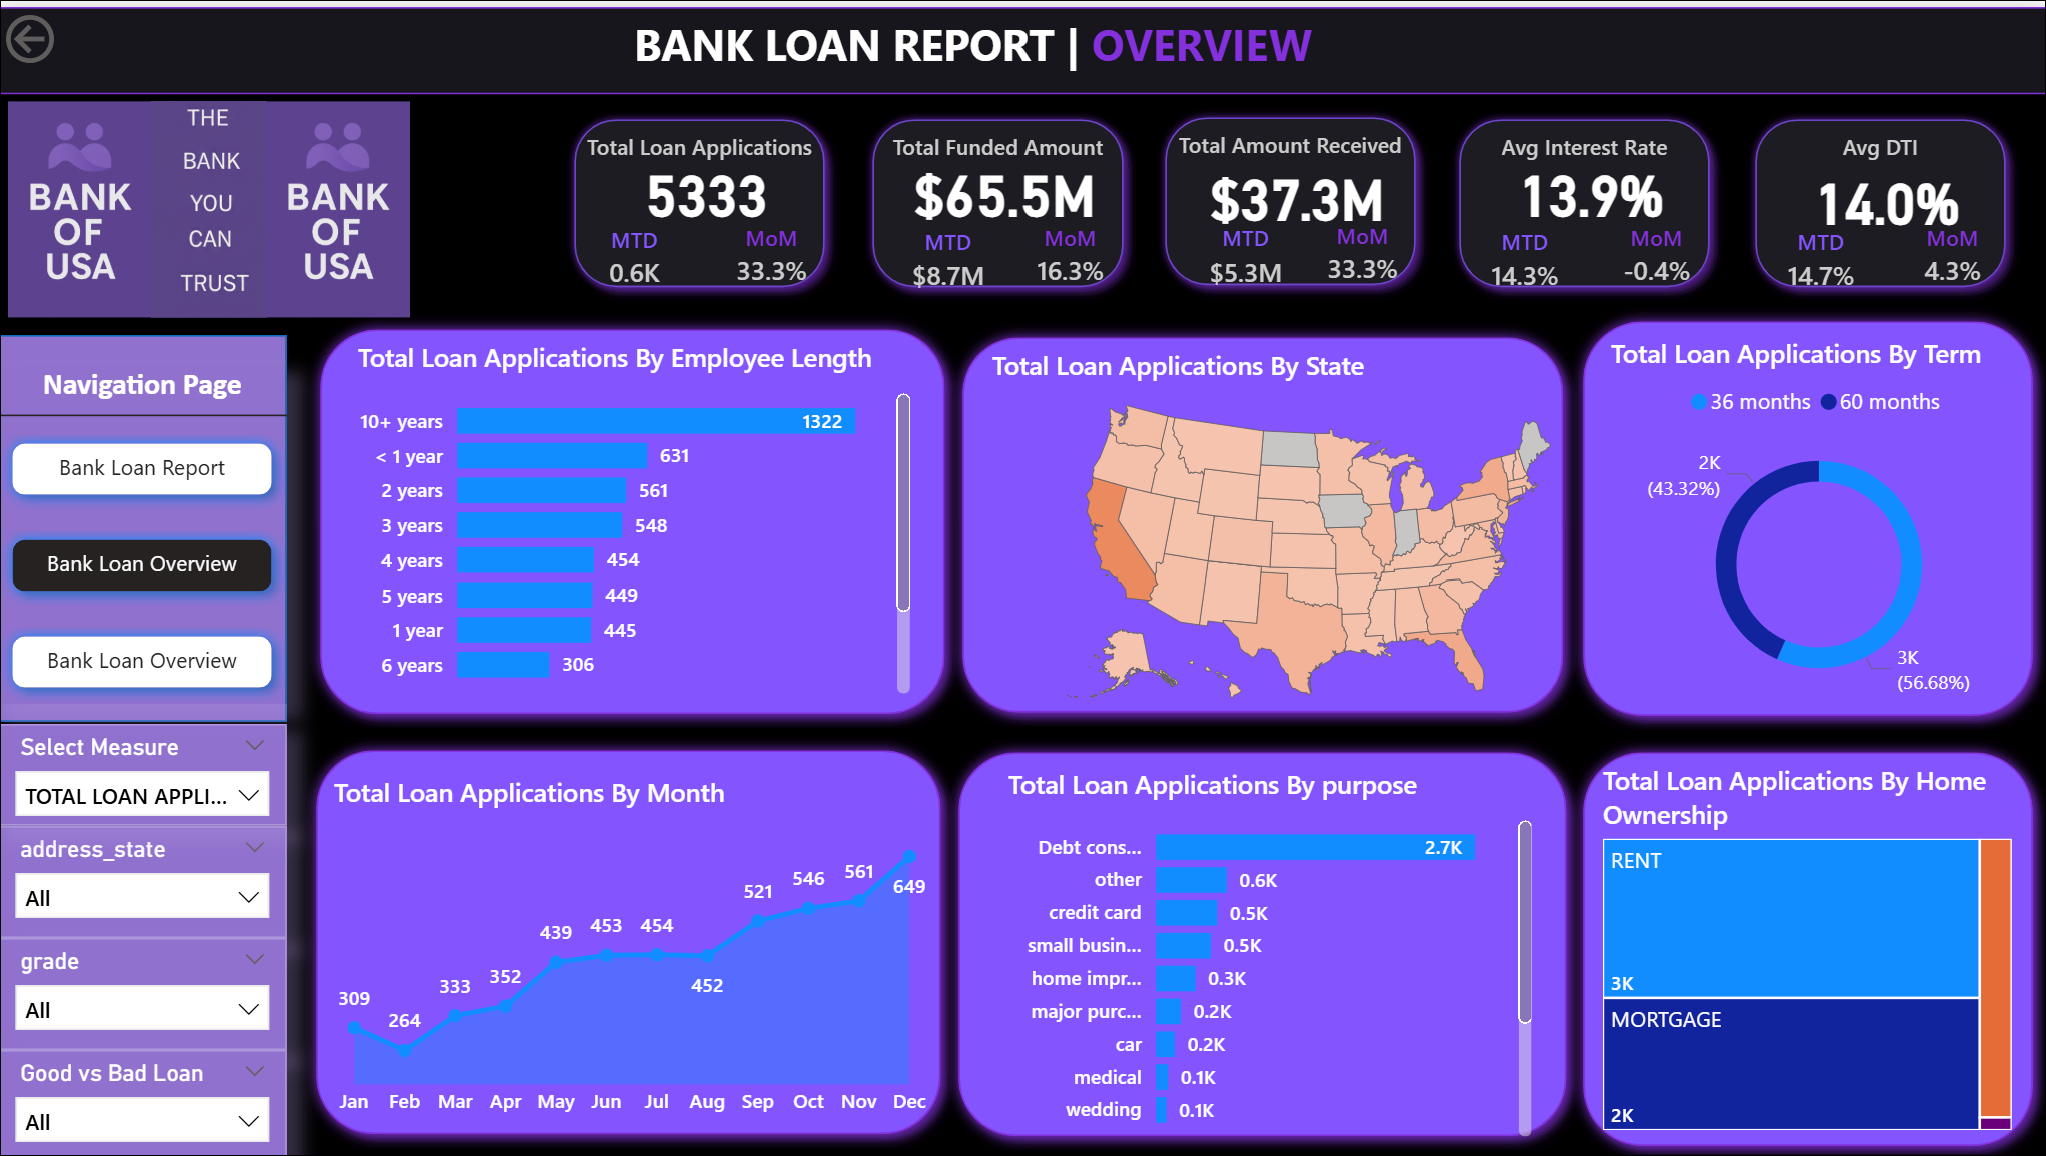 BANK LOAN REPORT | OVERVIEW
BANK
OF
USA
THE
BANK
YOU
CAN
TRUST
BANK
OF
USA
Total Loan Applications
5333
MTD MoM
0.6K 33.3%
Total Funded Amount
$65.5M
MTD MoM
$8.7M 16.3%
Total Amount Received
$37.3M
MTD MoM
$5.3M 33.3%
Avg Interest Rate
13.9%
MTD MoM
14.3% -0.4%
Avg DTI
14.0%
MTD MoM
14.7% 4.3%
Navigation Page
Bank Loan Report
Bank Loan Overview
Bank Loan Overview
Select Measure
TOTAL LOAN APPLI...
address_state
All
grade
All
Good vs Bad Loan
All
Total Loan Applications By Employee Length
10+ years 1322
< 1 year 631
2 years 561
3 years 548
4 years 454
5 years 449
1 year 445
6 years 306
Total Loan Applications By State
Total Loan Applications By Term
36 months 60 months
2K
(43.32%)
3K
(56.68%)
Total Loan Applications By Month
309 264 333 352 439 453 454 452 521 546 561 649
Jan Feb Mar Apr May Jun Jul Aug Sep Oct Nov Dec
Total Loan Applications By purpose
Debt cons... 2.7K
other 0.6K
credit card 0.5K
small busin... 0.5K
home impr... 0.3K
major purc... 0.2K
car 0.2K
medical 0.1K
wedding 0.1K
Total Loan Applications By Home
Ownership
RENT
3K
MORTGAGE
2K